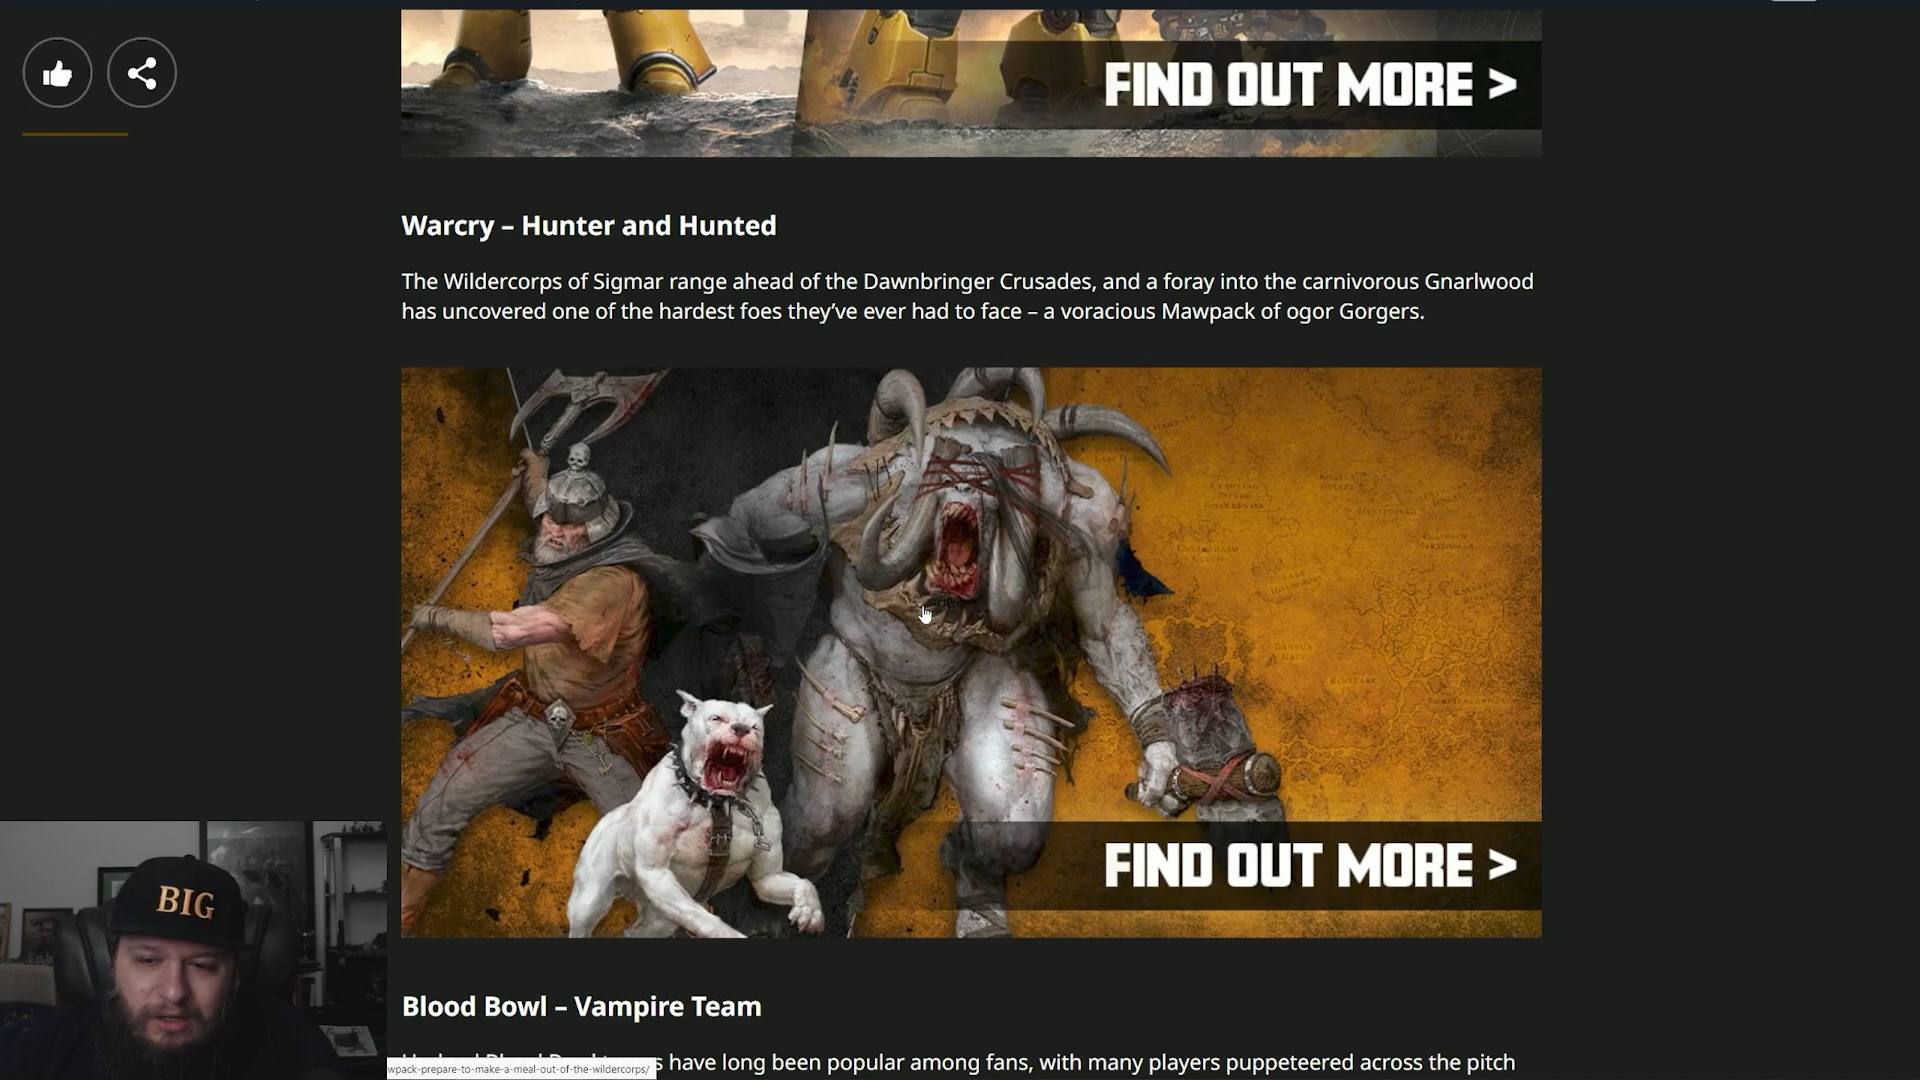 FIND OUT MORE >
Warcry – Hunter and Hunted
The Wildercorps of Sigmar range ahead of the Dawnbringer Crusades, and a foray into the carnivorous Gnarlwood
has uncovered one of the hardest foes they’ve ever had to face – a voracious Mawpack of ogor Gorgers.
FIND OUT MORE >
BIG
Blood Bowl – Vampire Team
have long been popular among fans, with many players puppeteered across the pitch
wpack-prepare-to-make-a-meal-out-of-the-wildercorps/